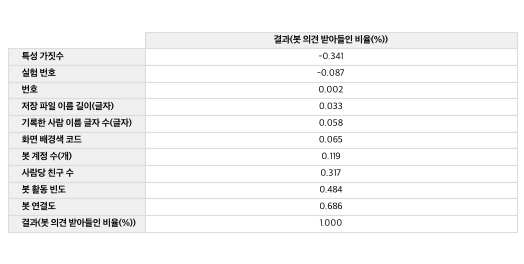 결과(봇 의견 받아들인 비율(%))
특성 가짓수 -0.341
실험 번호 -0.087
번호 0.002
저장 파일 이름 길이(글자) 0.033
기록한 사람 이름 글자 수(글자) 0.058
화면 배경색 코드 0.065
봇 계정 수(개) 0.119
사람당 친구 수 0.317
봇 활동 빈도 0.484
봇 연결도 0.686
결과(봇 의견 받아들인 비율(%)) 1.000